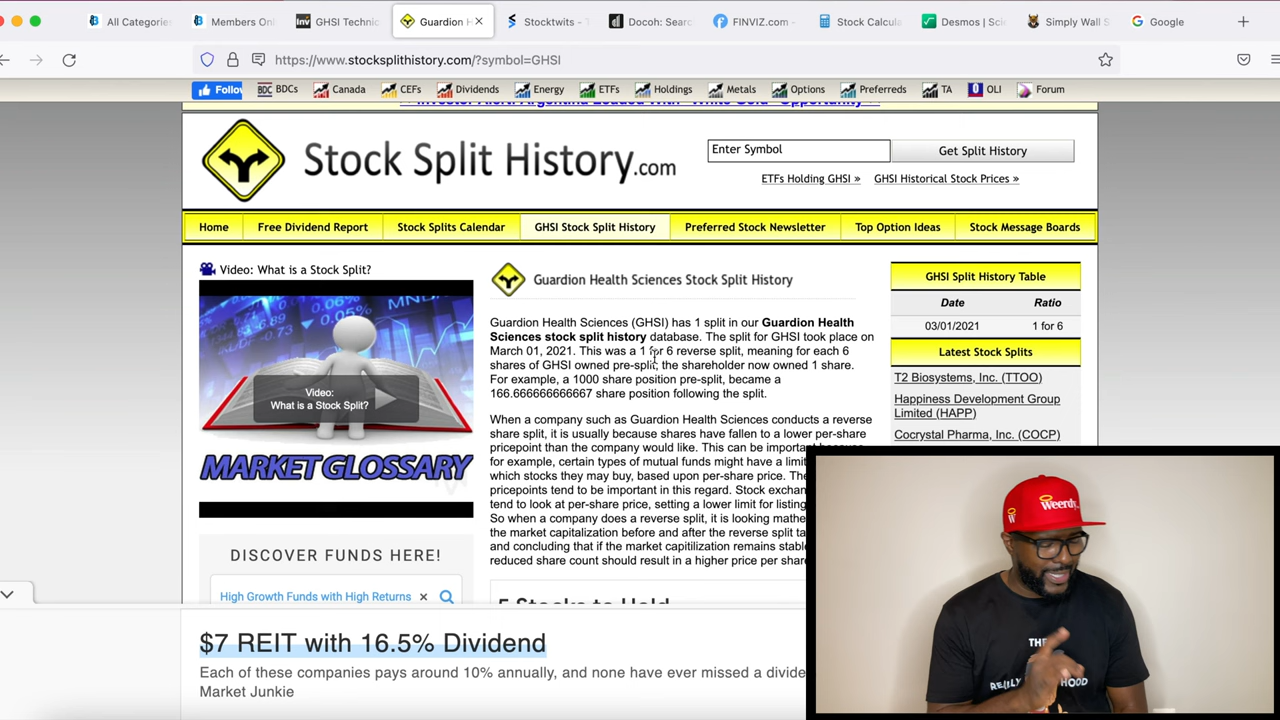 All Categories
Members Onl
GHSI Technic
Guardion H
Stocktwits -
Docoh: Sear
FINVIZ.com -
Stock Calcul
Desmos | Sci
Simply Wall S
Google
https://www.stocksplithistory.com/?symbol=GHSI
Follo
BDC BDCs
Canada
CEFs
Dividends
Energy
ETFs
Holdings
Metals
Options
Preferreds
TA
OLI
Forum
Stock Split History.com
Enter Symbol
Get Split History
ETFs Holding GHSI »
GHSI Historical Stock Prices »
Home
Free Dividend Report
Stock Splits Calendar
GHSI Stock Split History
Preferred Stock Newsletter
Top Option Ideas
Stock Message Boards
Video: What is a Stock Split?
Video:
What is a Stock Split?
MARKET GLOSSARY
DISCOVER FUNDS HERE!
High Growth Funds with High Returns
Guardion Health Sciences Stock Split History
Guardion Health Sciences (GHSI) has 1 split in our Guardion Health
Sciences stock split history database. The split for GHSI took place on
March 01, 2021. This was a 1 for 6 reverse split, meaning for each 6
shares of GHSI owned pre-split, the shareholder now owned 1 share.
For example, a 1000 share position pre-split, became a
166.666666666667 share position following the split.
When a company such as Guardion Health Sciences conducts a reverse
share split, it is usually because shares have fallen to a lower per-share
pricepoint than the company would like. This can be important
for example, certain types of mutual funds might have a limit
which stocks they may buy, based upon per-share price. The
pricepoints tend to be important in this regard. Stock exchan
tend to look at per-share price, setting a lower limit for listing
So when a company does a reverse split, it is looking mathe
the market capitalization before and after the reverse split ta
and concluding that if the market capitilization remains stable
reduced share count should result in a higher price per share
GHSI Split History Table
Date Ratio
03/01/2021 1 for 6
Latest Stock Splits
T2 Biosystems, Inc. (TTOO)
Happiness Development Group
Limited (HAPP)
Cocrystal Pharma, Inc. (COCP)
$7 REIT with 16.5% Dividend
Each of these companies pays around 10% annually, and none have ever missed a divide
Market Junkie
Weerdy
THE